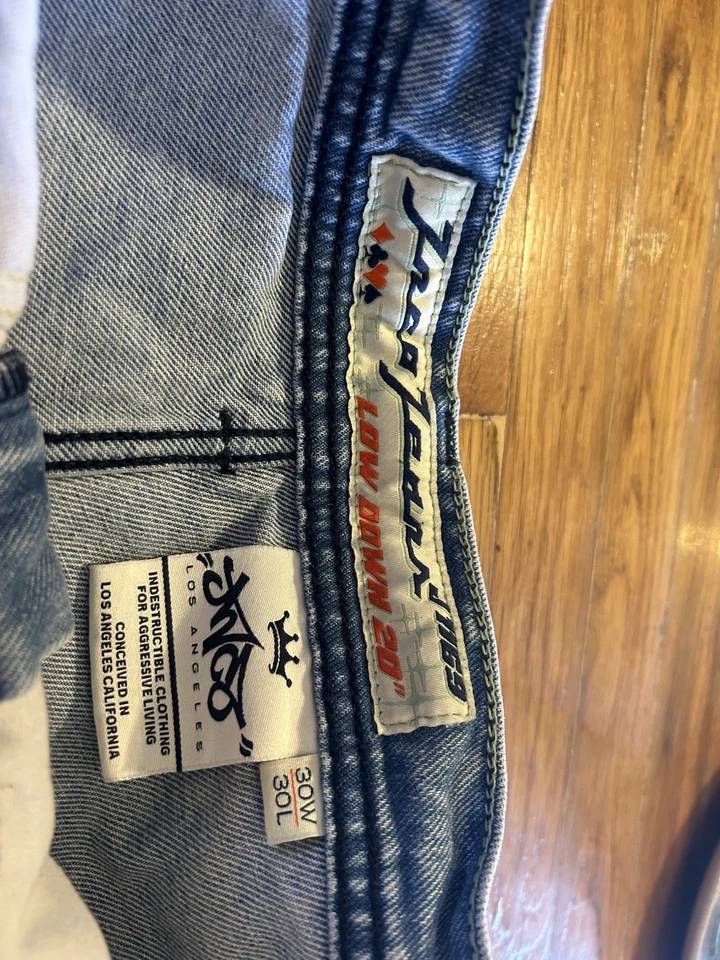 Jnco Jeans '1169
LOW DOWN 20"
"JNCO"
LOS ANGELES
INDESTRUCTIBLE CLOTHING
FOR AGGRESSIVE LIVING
CONCEIVED IN
LOS ANGELES CALIFORNIA
30W
30L